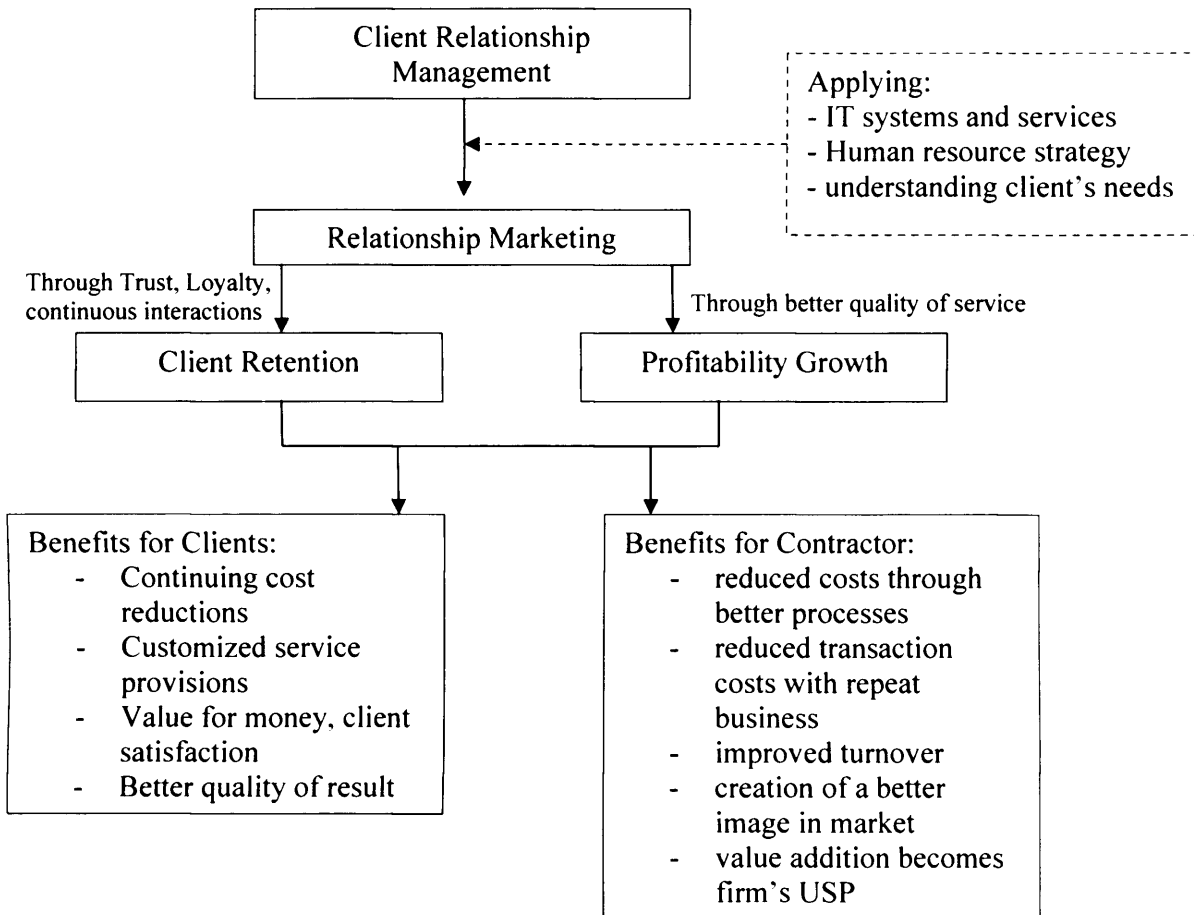 Client Relationship
Management
Applying:
- IT systems and services
- Human resource strategy
- understanding client's needs
Relationship Marketing
Through Trust, Loyalty,
continuous interactions
Through better quality of service
Client Retention
Profitability Growth
Benefits for Clients:
- Continuing cost
reductions
- Customized service
provisions
- Value for money, client
satisfaction
- Better quality of result
Benefits for Contractor:
- reduced costs through
better processes
- reduced transaction
costs with repeat
business
- improved turnover
- creation of a better
image in market
- value addition becomes
firm's USP